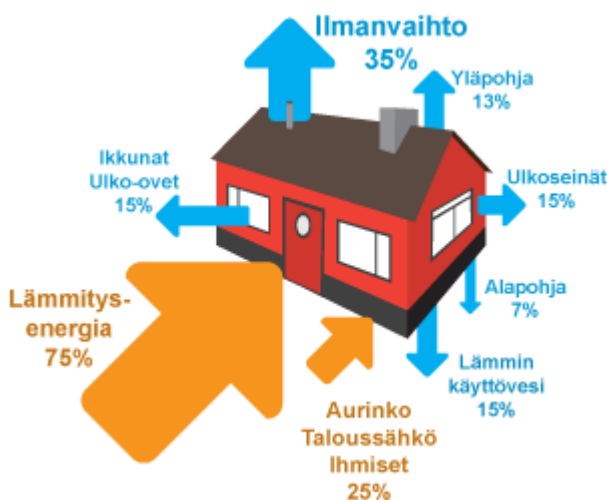 Ilmanvaihto
35%
Yläpohja
13%
Ikkunat
Ulko-ovet
15%
Ulkoseinät
15%
Lämmitys-
energia
75%
Alapohja
7%
Lämmin
käyttövesi
15%
Aurinko
Taloussähkö
Ihmiset
25%